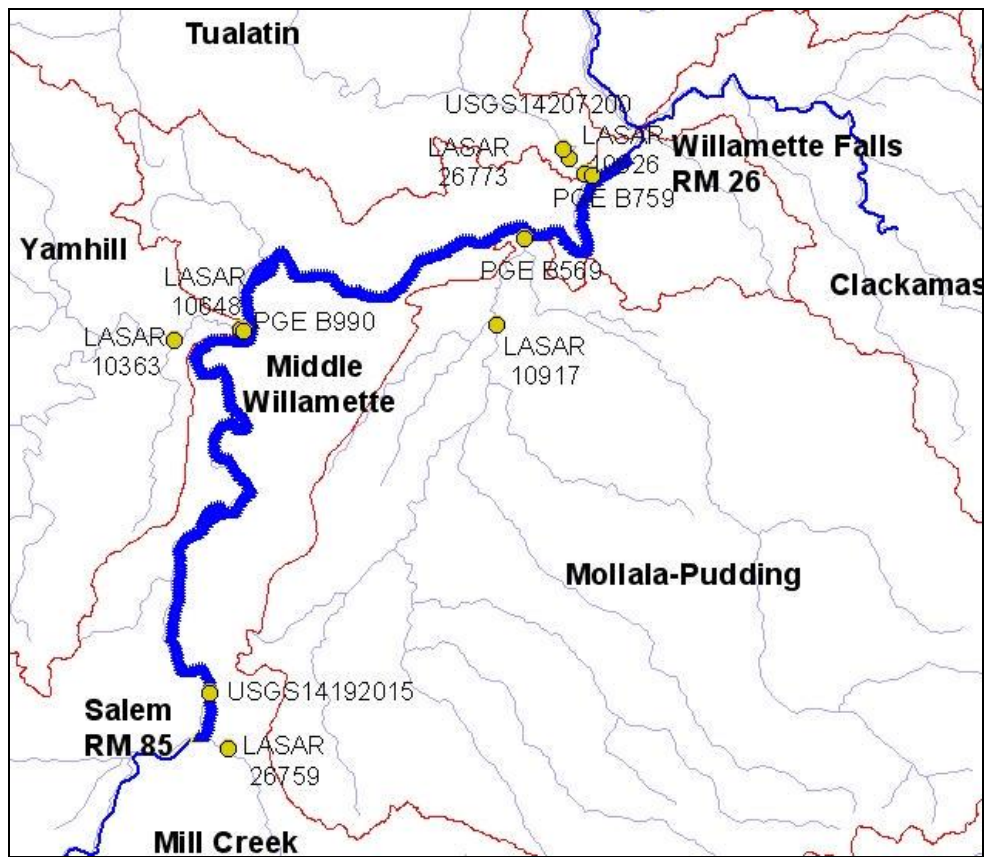 Tualatin
USGS14207200
LASAR
LASAR
26773
Willamette Falls
RM 26
PGE B759
Yamhill
LASAR
10648
PGE B569
Clackamas
PGE B990
LASAR
10363
LASAR
10917
Middle
Willamette
Mollala-Pudding
USGS14192015
Salem
RM 85
LASAR
26759
Mill Creek